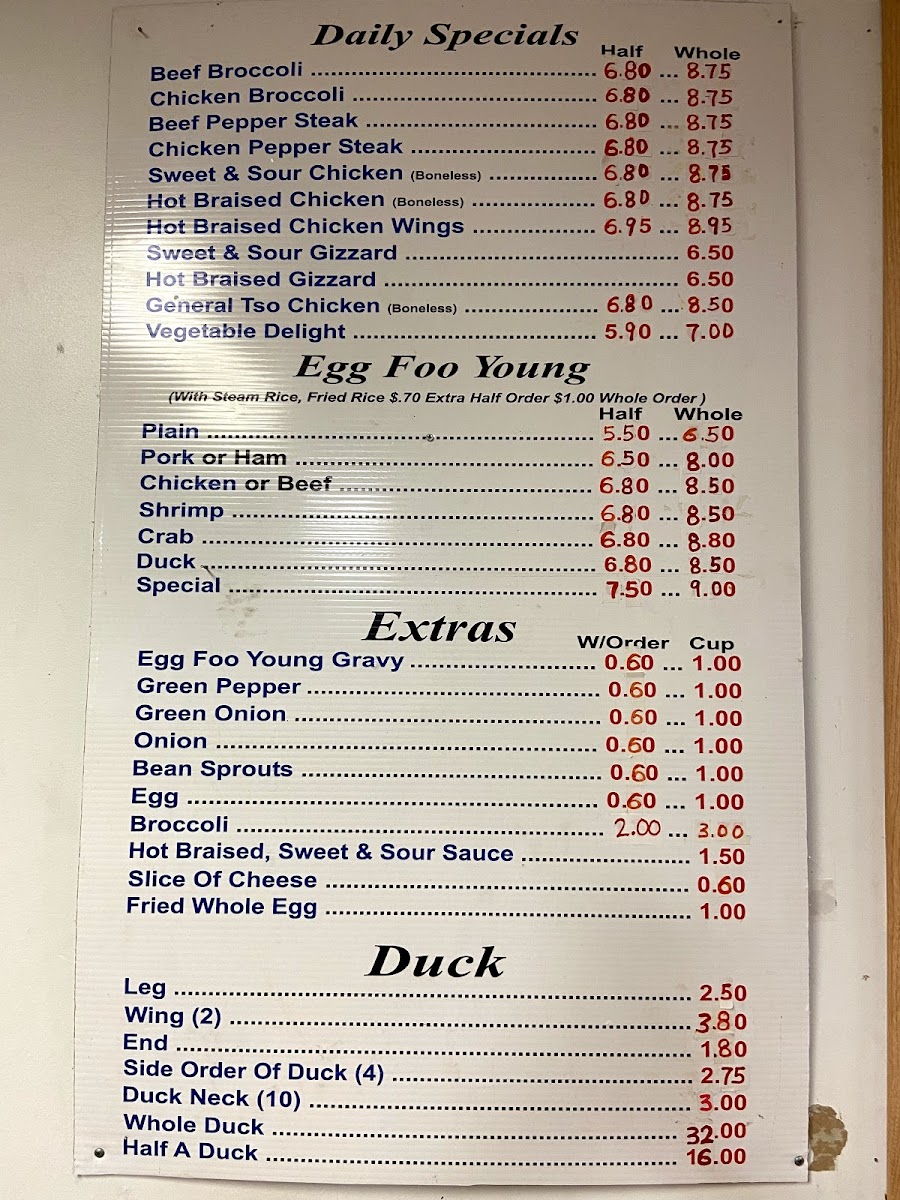 Daily Specials
Half Whole
Beef Broccoli ... 6.80 ... 8.75
Chicken Broccoli ... 6.80 ... 8.75
Beef Pepper Steak ... 6.80 ... 8.75
Chicken Pepper Steak ... 6.80 ... 8.75
Sweet & Sour Chicken (Boneless) ... 6.80 ... 8.75
Hot Braised Chicken (Boneless) ... 6.80 ... 8.75
Hot Braised Chicken Wings ... 6.95 ... 8.95
Sweet & Sour Gizzard ... 6.50
Hot Braised Gizzard ... 6.50
General Tso Chicken (Boneless) ... 6.80 ... 8.50
Vegetable Delight ... 5.90 ... 7.00
Egg Foo Young
(With Steam Rice, Fried Rice $.70 Extra Half Order $1.00 Whole Order )
Half Whole
Plain ... 5.50 ... 6.50
Pork or Ham ... 6.50 ... 8.00
Chicken or Beef ... 6.80 ... 8.50
Shrimp ... 6.80 ... 8.50
Crab ... 6.80 ... 8.80
Duck ... 6.80 ... 8.50
Special ... 7.50 ... 9.00
Extras
W/Order Cup
Egg Foo Young Gravy ... 0.60 ... 1.00
Green Pepper ... 0.60 ... 1.00
Green Onion ... 0.60 ... 1.00
Onion ... 0.60 ... 1.00
Bean Sprouts ... 0.60 ... 1.00
Egg ... 0.60 ... 1.00
Broccoli ... 2.00 ... 3.00
Hot Braised, Sweet & Sour Sauce ... 1.50
Slice Of Cheese ... 0.60
Fried Whole Egg ... 1.00
Duck
Leg ... 2.50
Wing (2) ... 3.80
End ... 1.80
Side Order Of Duck (4) ... 2.75
Duck Neck (10) ... 3.00
Whole Duck ... 32.00
Half A Duck ... 16.00